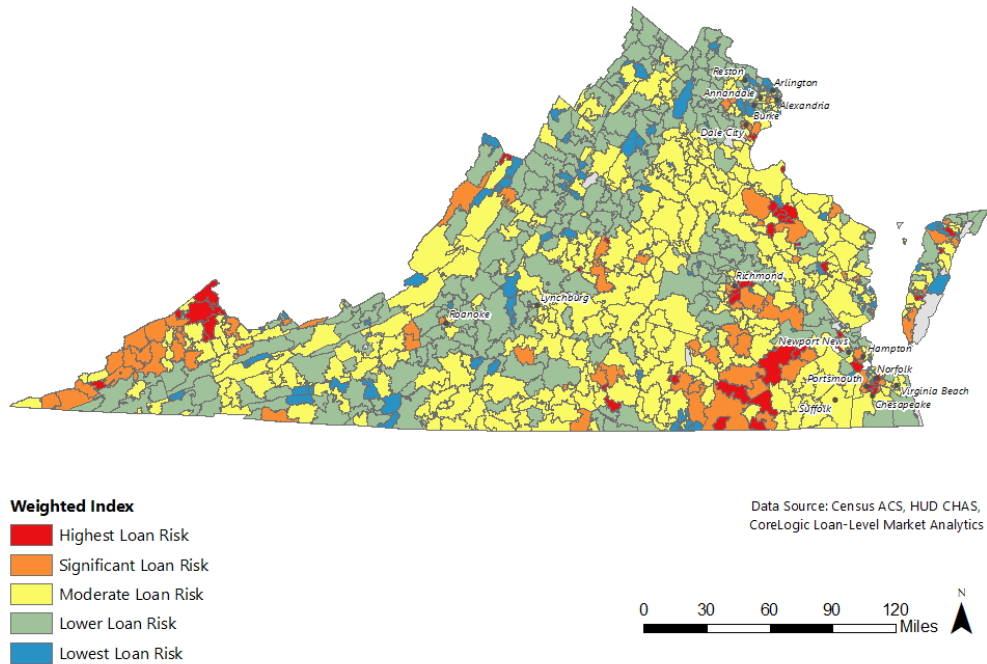 Reston
Arlington
Annandale
Alexandria
Burke
Dale City
Richmond
Lynchburg
Roanoke
Newport News
Hampton
Norfolk
Portsmouth
Virginia Beach
Suffolk
Chesapeake
Weighted Index
Highest Loan Risk
Significant Loan Risk
Moderate Loan Risk
Lower Loan Risk
Lowest Loan Risk
Data Source: Census ACS, HUD CHAS,
CoreLogic Loan-Level Market Analytics
N
0 30 60 90 120
Miles